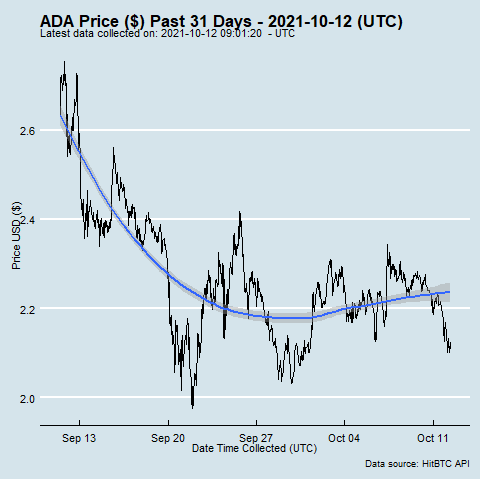 ADA Price ($) Past 31 Days - 2021-10-12 (UTC)
Latest data collected on: 2021-10-12 09:01:20  - UTC
2.6
2.4
2.2
2.0
Price USD ($)
Sep 13
Sep 20
Sep 27
Oct 04
Oct 11
Date Time Collected (UTC)
Data source: HitBTC API